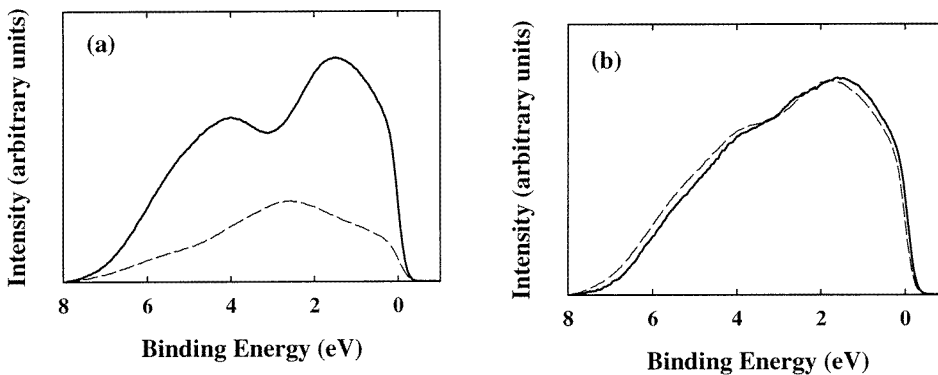 (a)
Intensity (arbitrary units)
8 6 4 2 0
Binding Energy (eV)
(b)
Intensity (arbitrary units)
8 6 4 2 0
Binding Energy (eV)